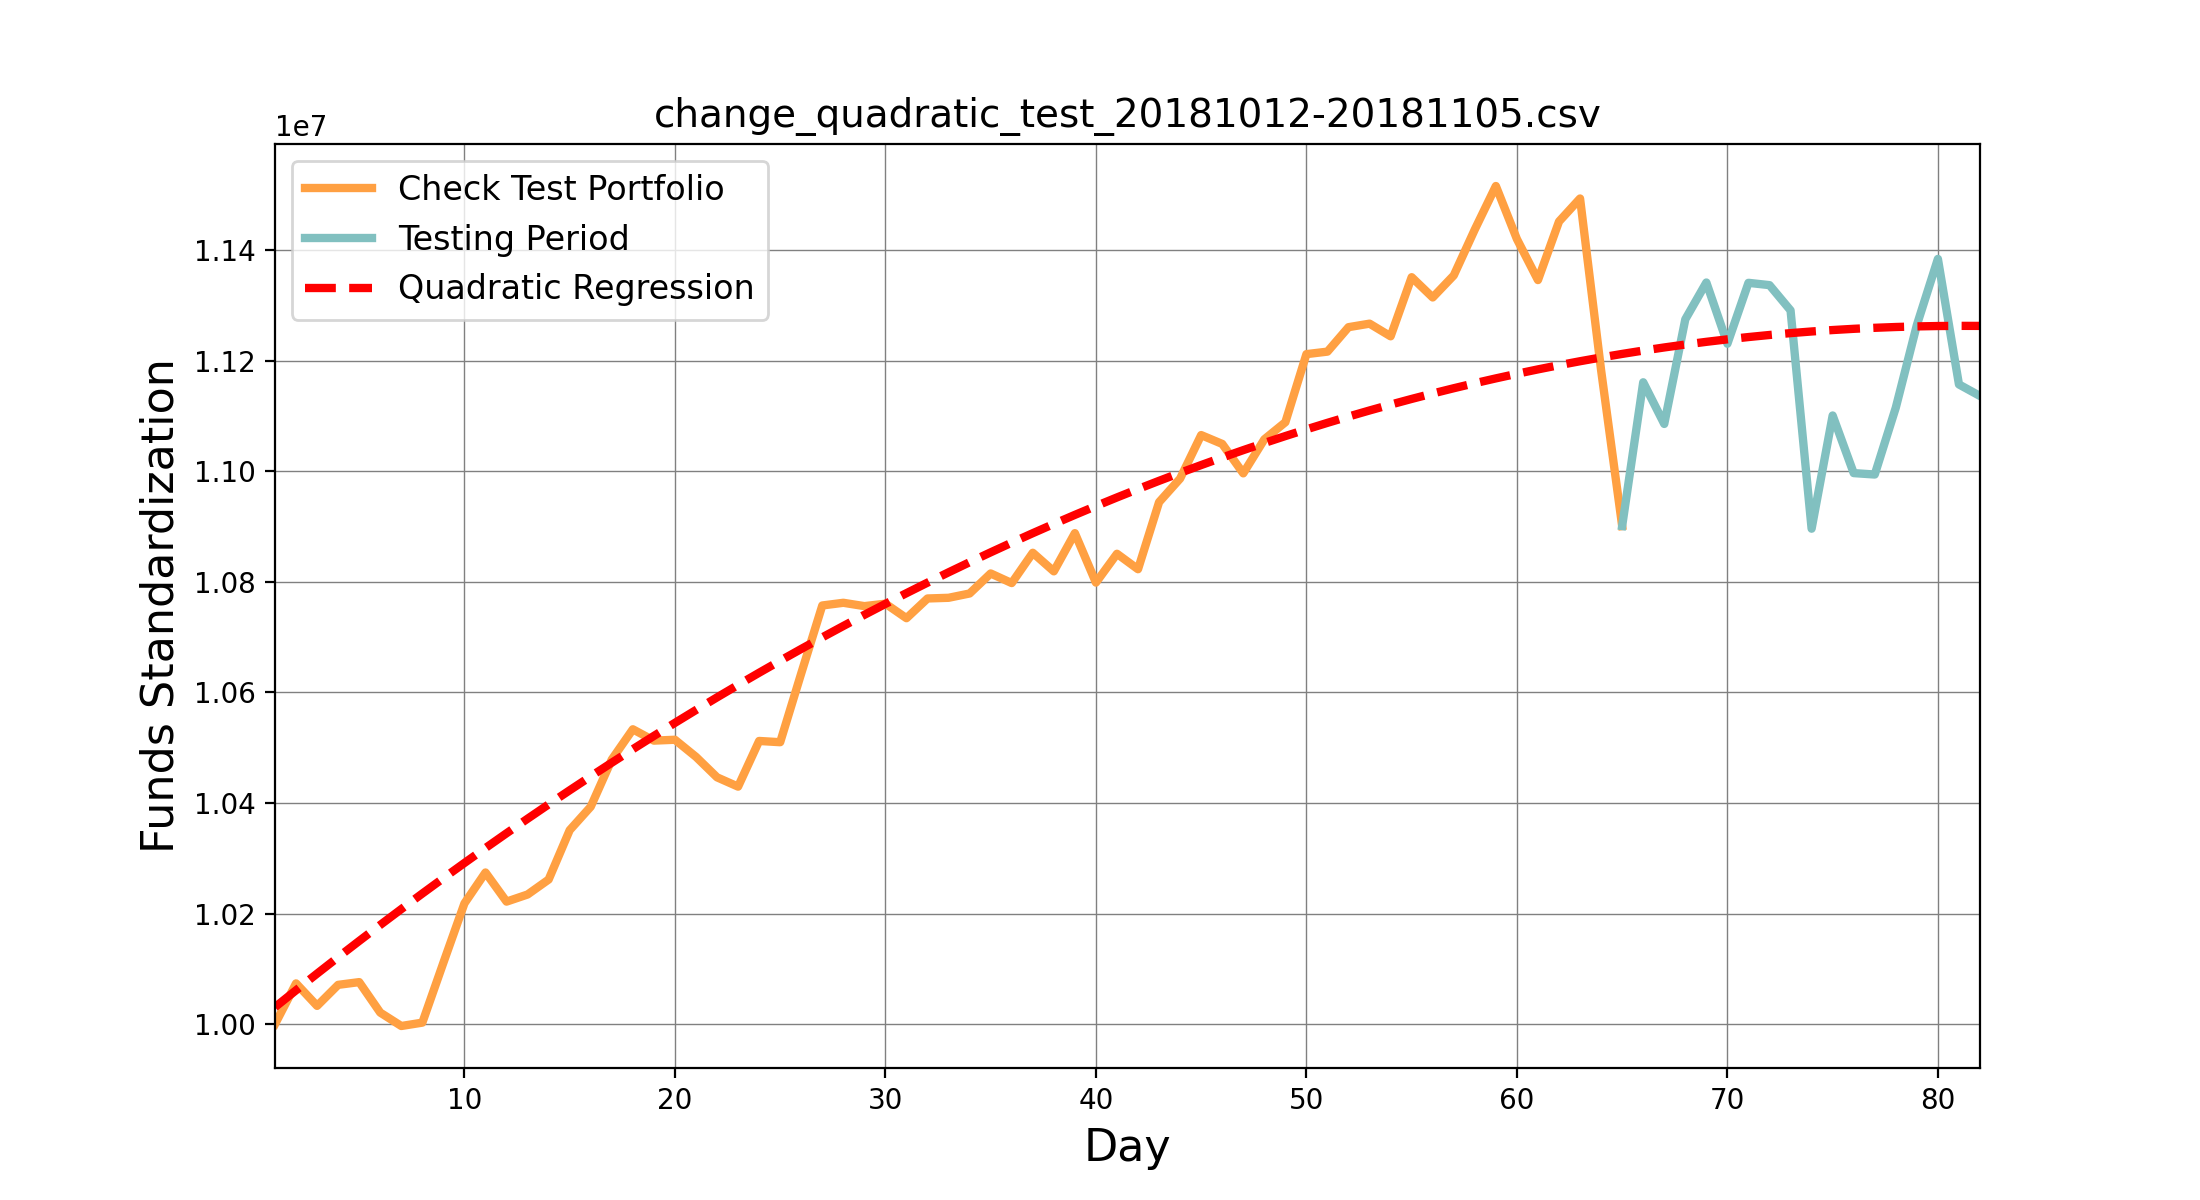 change_quadratic_test_20181012-20181105.csv
1e7
Check Test Portfolio
Testing Period
Quadratic Regression
Funds Standardization
1.14
1.12
1.10
1.08
1.06
1.04
1.02
1.00
10 20 30 40 50 60 70 80
Day